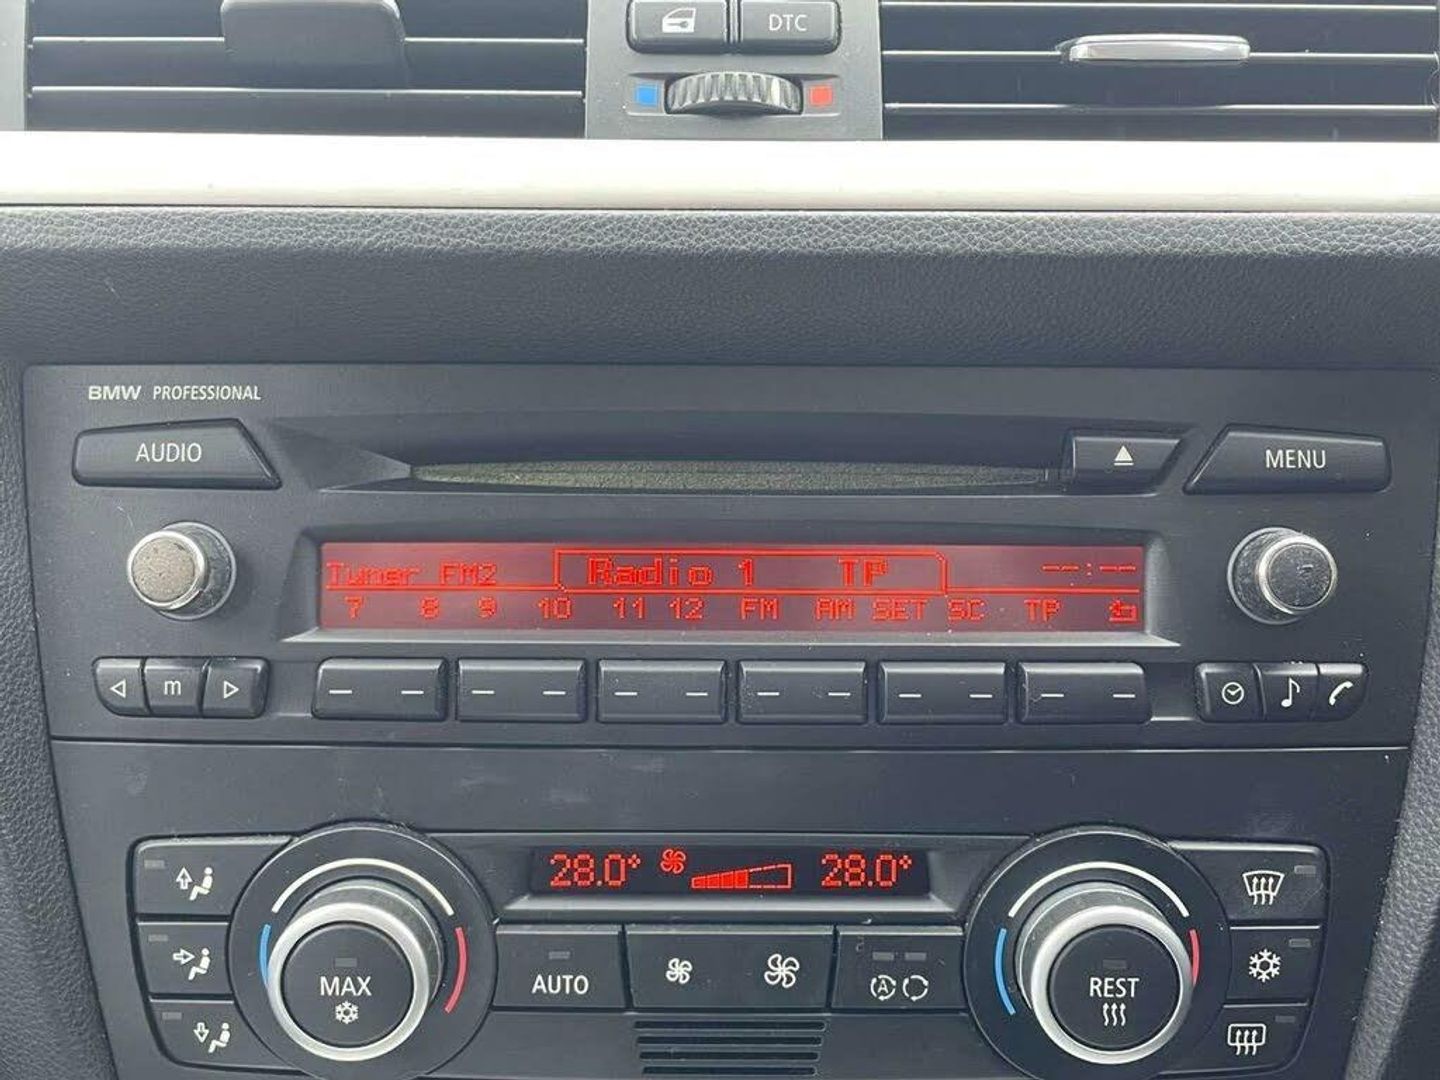 DTC
BMW PROFESSIONAL
AUDIO
MENU
Tuner FM2 Radio 1 TP --:--
7 8 9 10 11 12 FM AM SET SC TP
m
28.0° 28.0°
MAX
AUTO
A
REST